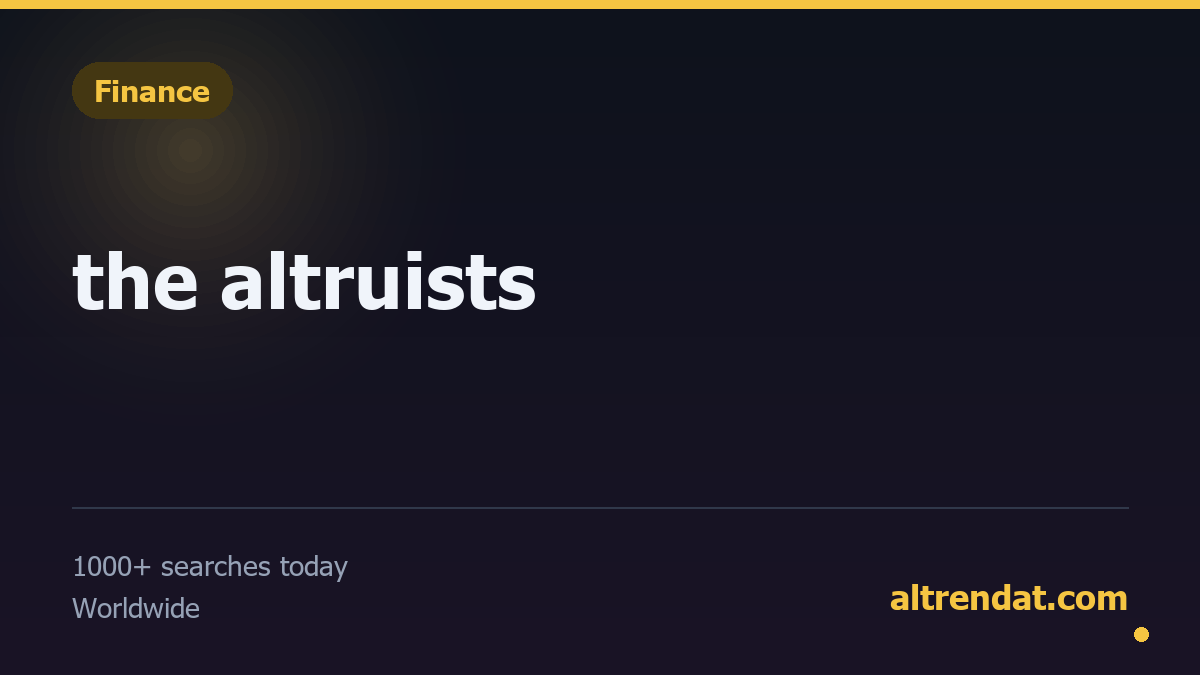 Finance
the altruists
1000+ searches today
Worldwide
altrendat.com